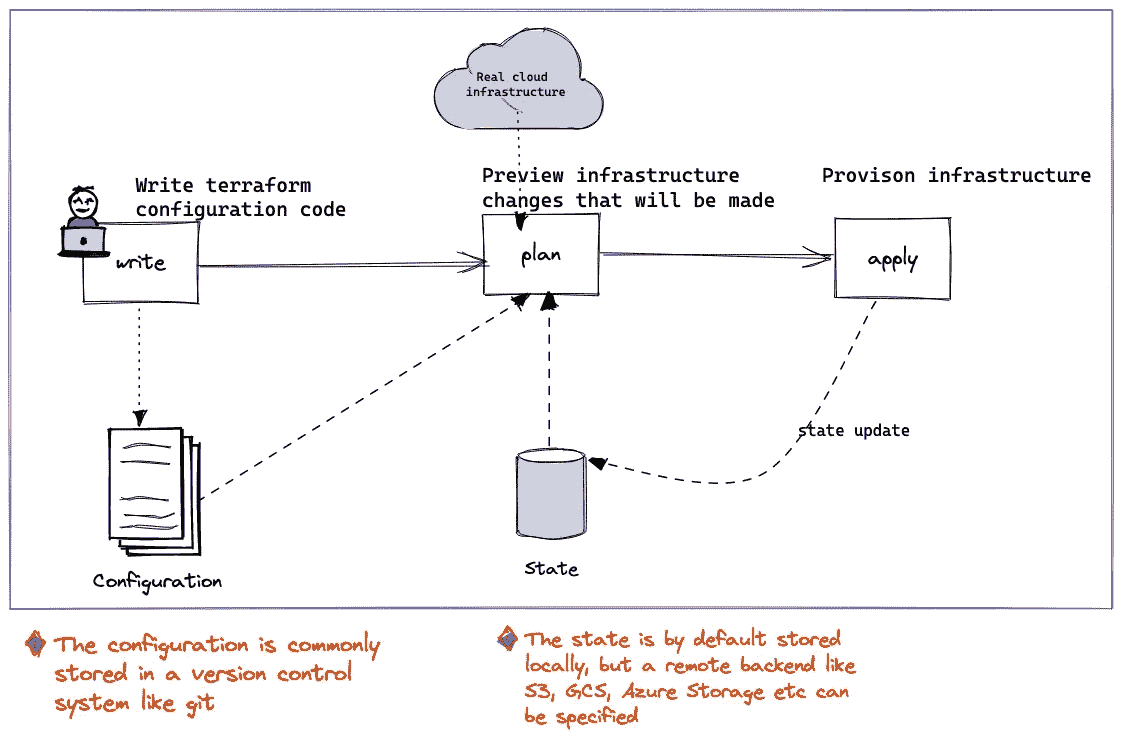 Real cloud
infrastructure
Write terraform
configuration code
Preview infrastructure
changes that will be made
Provison infrastructure
write
plan
apply
state update
Configuration
State
The configuration is commonly
stored in a version control
system like git
The state is by default stored
locally, but a remote backend like
S3, GCS, Azure Storage etc can
be specified